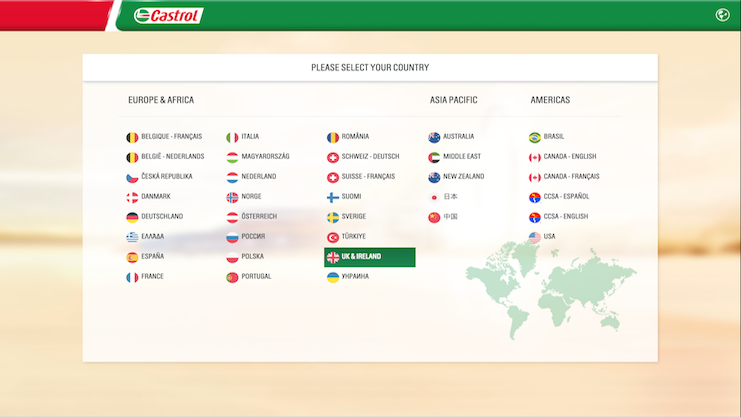 Castrol
PLEASE SELECT YOUR COUNTRY
EUROPE & AFRICA
BELGIQUE - FRANÇAIS
BELGIË - NEDERLANDS
ČESKÁ REPUBLIKA
DANMARK
DEUTSCHLAND
ΕΛΛΆΔΑ
ESPAÑA
FRANCE
ITALIA
MAGYARORSZÁG
NEDERLAND
NORGE
ÖSTERREICH
РОССИЯ
POLSKA
PORTUGAL
ROMÂNIA
SCHWEIZ - DEUTSCH
SUISSE - FRANÇAIS
SUOMI
SVERIGE
TÜRKIYE
UK & IRELAND
УКРАИНА
ASIA PACIFIC
AUSTRALIA
MIDDLE EAST
NEW ZEALAND
日本
中国
AMERICAS
BRASIL
CANADA - ENGLISH
CANADA - FRANÇAIS
CCSA - ESPAÑOL
CCSA - ENGLISH
USA